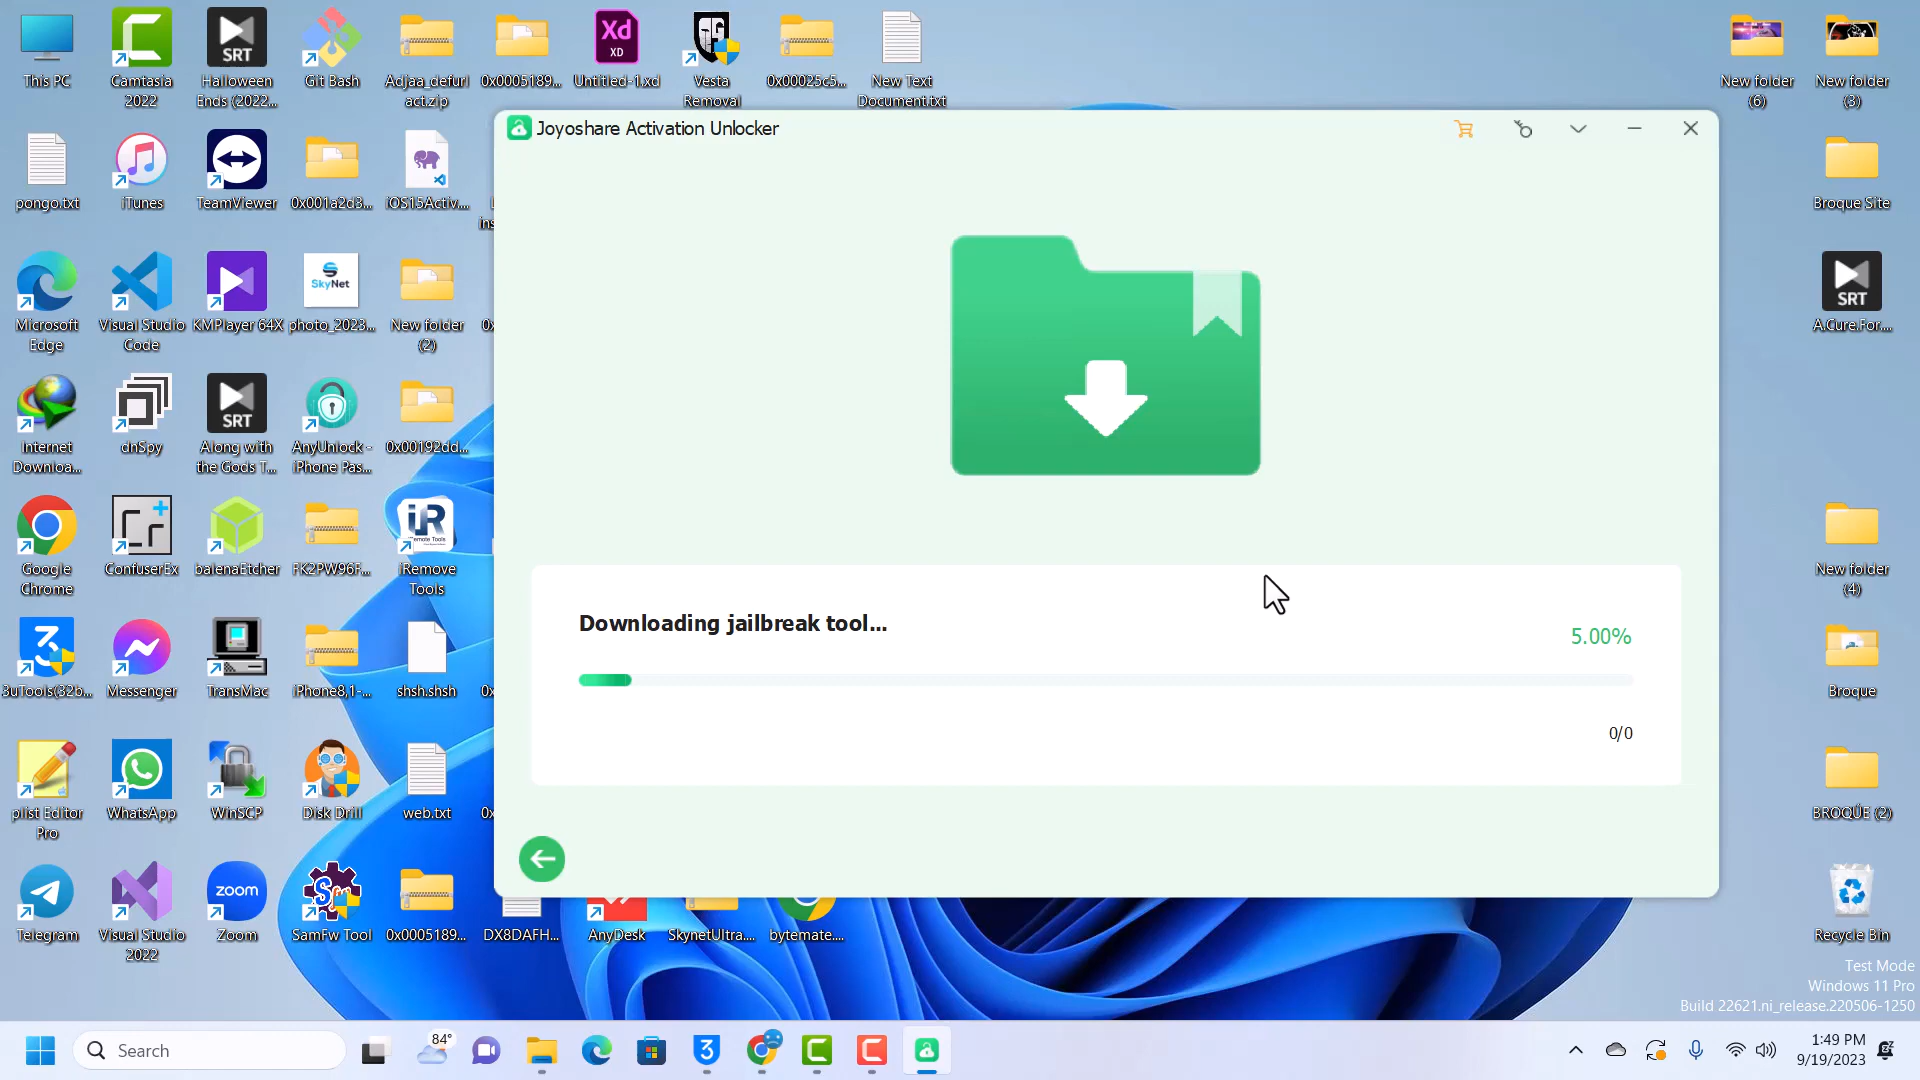 This PC
Camtasia
2022
SRT
Halloween
Ends (2022...
Git Bash
Adjaa_defurl
act.zip
0x0005189...
Xd
XD
Untitled-1.xd
Vesta
Removal
0x00025c5...
New Text
Document.txt
New folder
(6)
New folder
(3)
Joyoshare Activation Unlocker
pongo.txt
iTunes
TeamViewer
0x001a2d3...
iOS15Activ...
Broque Site
Microsoft
Edge
Visual Studio
Code
KMPlayer 64X
SkyNet
photo_2023...
New folder
(2)
SRT
A.Cure.For....
Internet
Downloa...
dnSpy
SRT
Along with
the Gods T...
AnyUnlock -
iPhone Pas...
0x00192dd...
Google
Chrome
ConfuserEx
balenaEtcher
FK2PW96F...
iR
iRemove
Tools
New folder
(4)
Downloading jailbreak tool...
5.00%
0/0
3uTools(32b...
Messenger
TransMac
iPhone8,1-...
shsh.shsh
Broque
plist Editor
Pro
WhatsApp
WinSCP
Disk Drill
web.txt
BROQUE (2)
Telegram
Visual Studio
2022
zoom
Zoom
SamFw Tool
0x0005189...
DX8DAFH...
AnyDesk
SkynetUltra....
bytemate....
Recycle Bin
Test Mode
Windows 11 Pro
Build 22621.ni_release.220506-1250
Search
84°
1:49 PM
9/19/2023